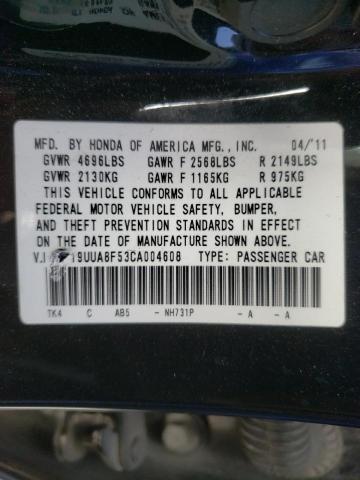 MFD. BY HONDA OF AMERICA MFG., INC. 04/'11
GVWR 4696LBS GAWR F 2568LBS R 2149LBS
GVWR 2130KG GAWR F 1165KG R 975KG
THIS VEHICLE CONFORMS TO ALL APPLICABLE
FEDERAL MOTOR VEHICLE SAFETY, BUMPER,
AND THEFT PREVENTION STANDARDS IN EFFECT
ON THE DATE OF MANUFACTURE SHOWN ABOVE.
V.I 19UUA8F53CA004608 TYPE: PASSENGER CAR
TK4 C AB5 - NH731P - A - A